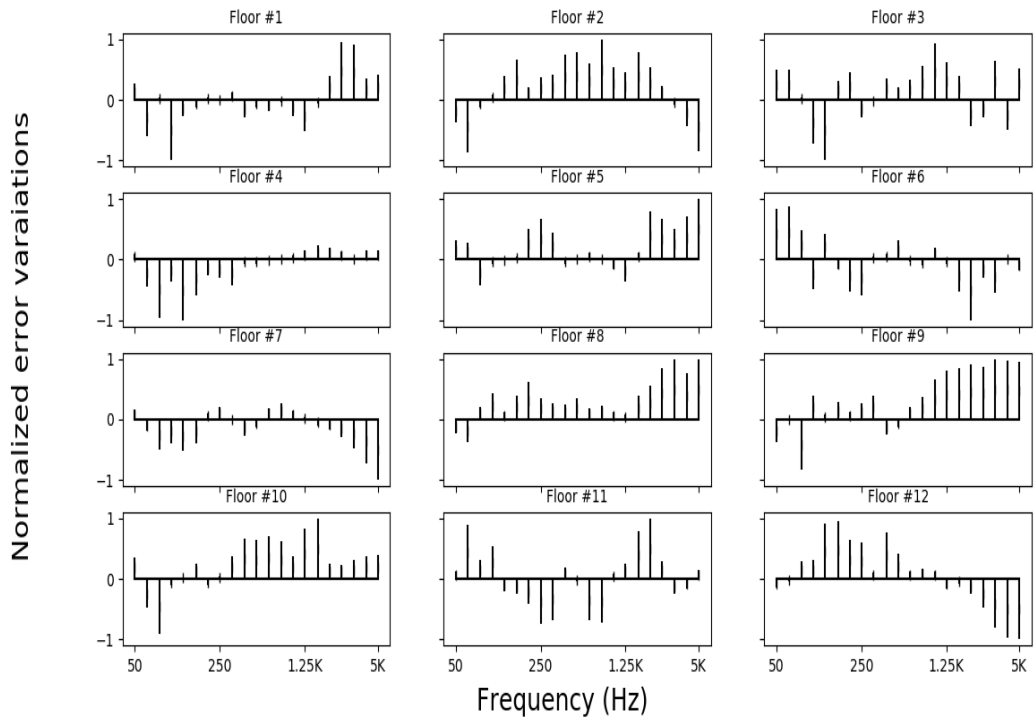 Floor #1 Floor #2 Floor #3
1
0
−1
Floor #4 Floor #5 Floor #6
1
0
−1
Floor #7 Floor #8 Floor #9
1
0
−1
Floor #10 Floor #11 Floor #12
1
0
−1
50 250 1.25K 5K 50 250 1.25K 5K 50 250 1.25K 5K
Frequency (Hz)
Normalized error varaiations